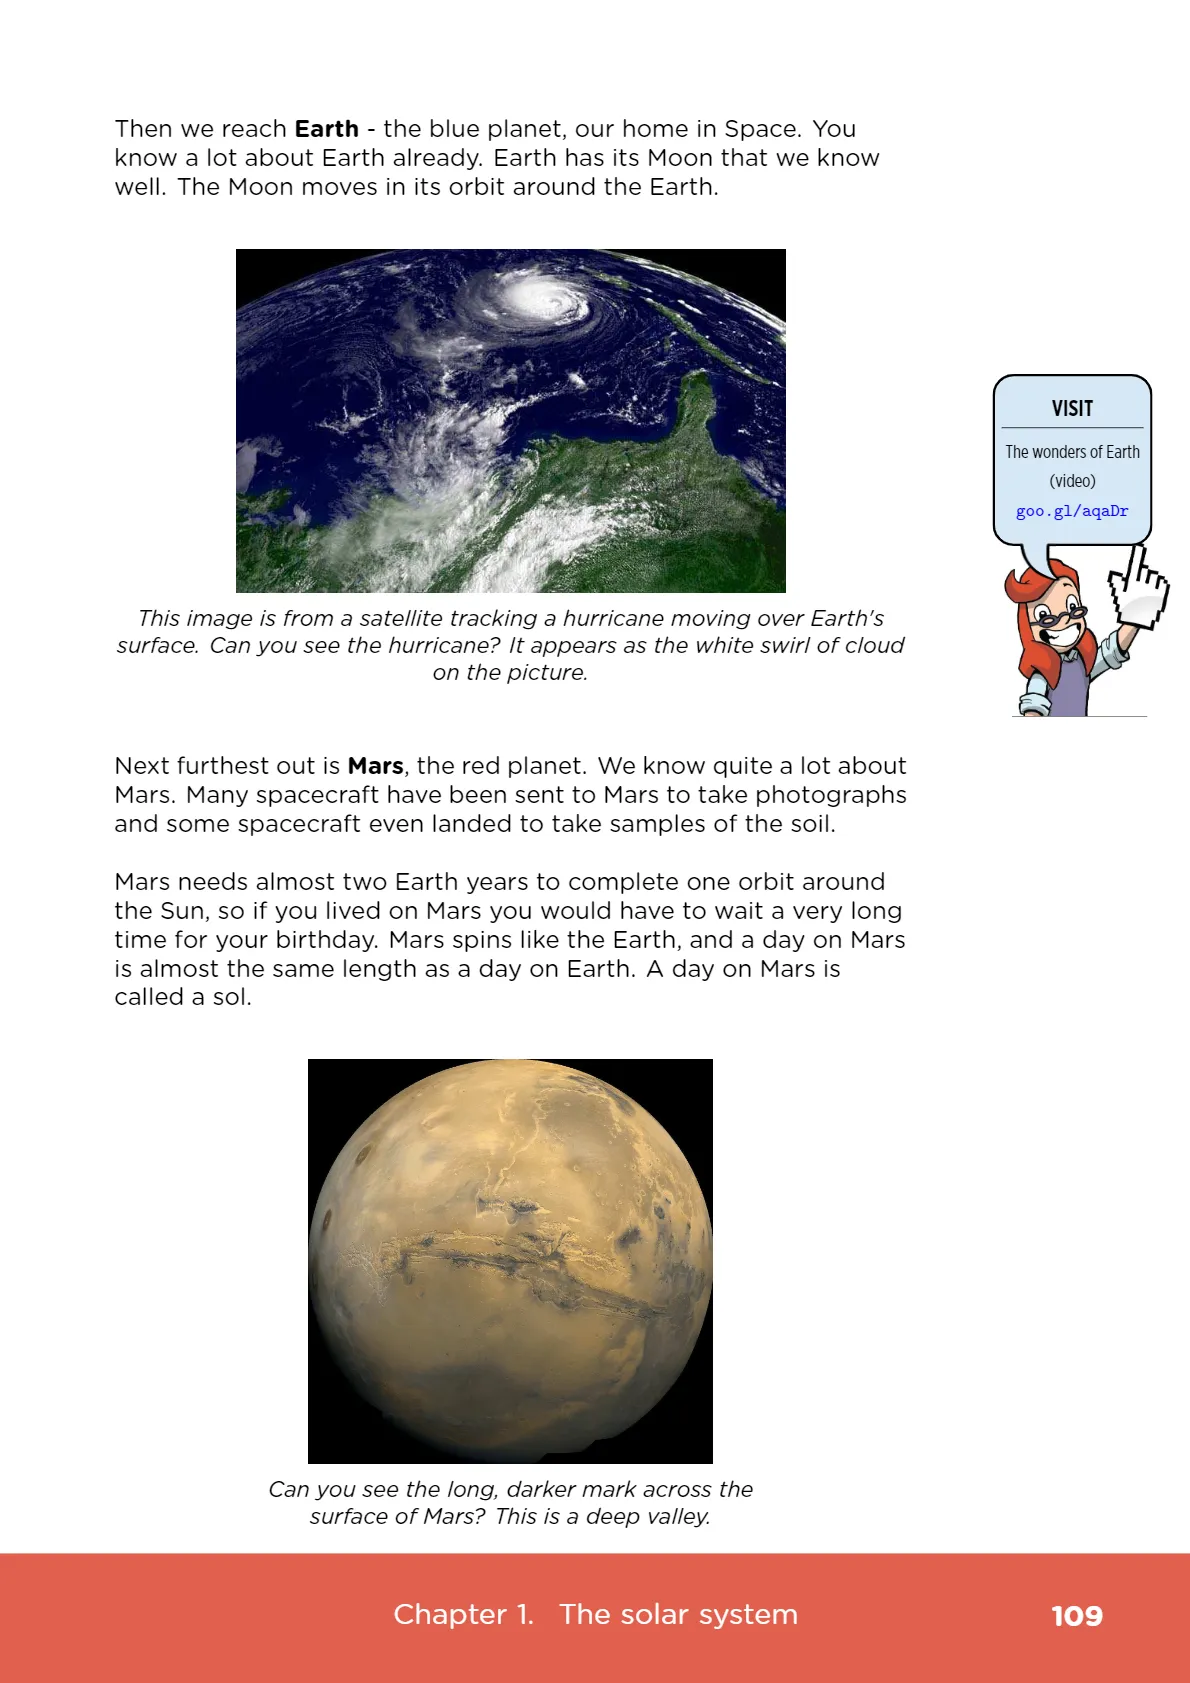 Then we reach Earth - the blue planet, our home in Space. You
know a lot about Earth already. Earth has its Moon that we know
well. The Moon moves in its orbit around the Earth.
VISIT
The wonders of Earth
(video)
goo.gl/aqaDr
This image is from a satellite tracking a hurricane moving over Earth's
surface. Can you see the hurricane? It appears as the white swirl of cloud
on the picture.
Next furthest out is Mars, the red planet. We know quite a lot about
Mars. Many spacecraft have been sent to Mars to take photographs
and some spacecraft even landed to take samples of the soil.
Mars needs almost two Earth years to complete one orbit around
the Sun, so if you lived on Mars you would have to wait a very long
time for your birthday. Mars spins like the Earth, and a day on Mars
is almost the same length as a day on Earth. A day on Mars is
called a sol.
Can you see the long, darker mark across the
surface of Mars? This is a deep valley.
Chapter 1. The solar system
109